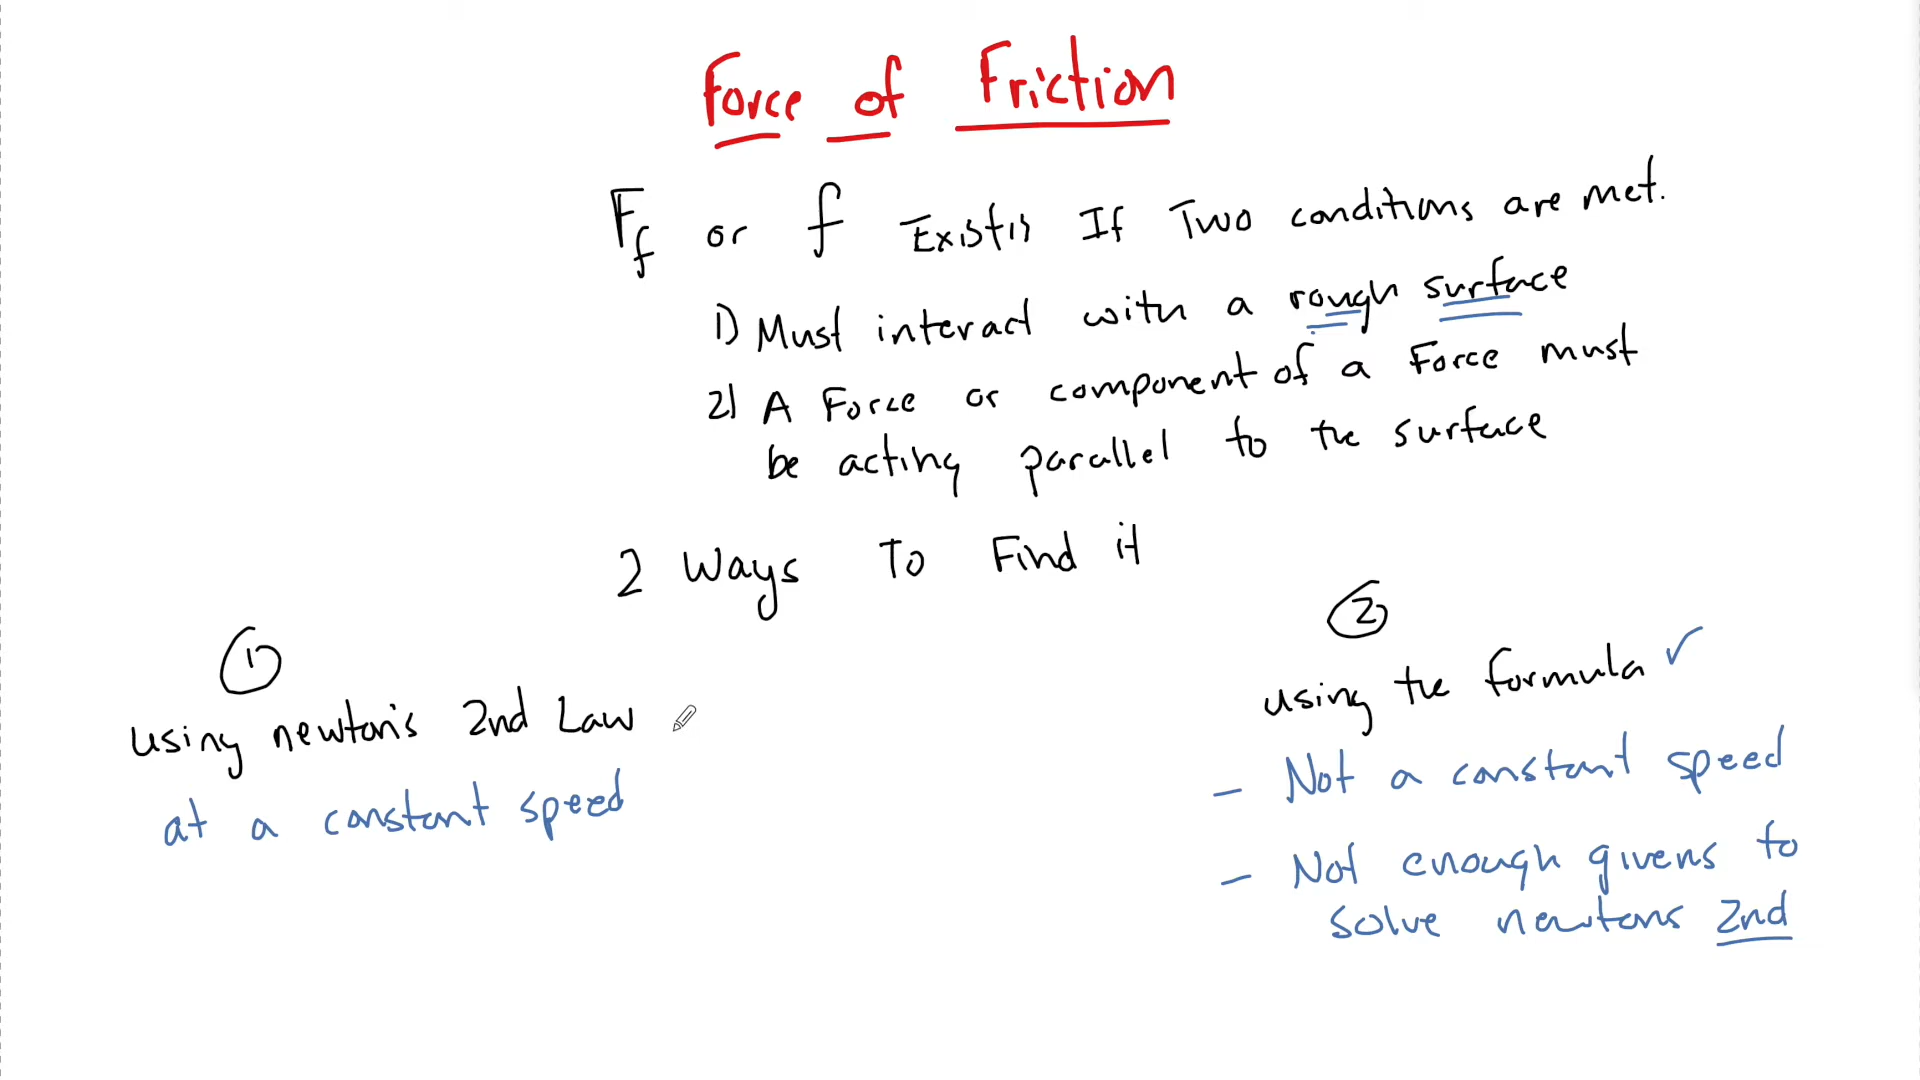 Force of Friction
Ff or f Exists If Two conditions are met.
1) Must interact with a rough surface
2) A Force or component of a Force must
be acting parallel to the surface
2 Ways To Find it
1
using newton's 2nd Law
at a constant speed
2
using the formula ✓
- Not a constant speed
- Not enough givens to
solve newtons 2nd